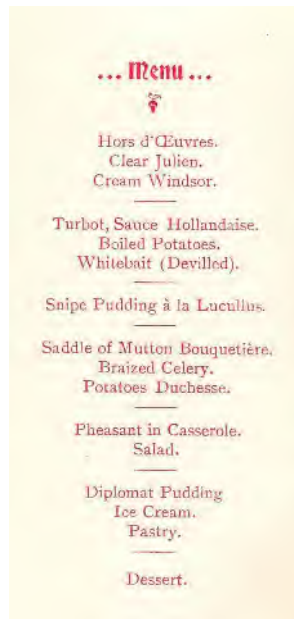 ... Menu ...
Hors d'Œuvres.
Clear Julien.
Cream Windsor.
Turbot, Sauce Hollandaise.
Boiled Potatoes.
Whitebait (Devilled).
Snipe Pudding à la Lucullus.
Saddle of Mutton Bouquetière.
Braized Celery.
Potatoes Duchesse.
Pheasant in Casserole.
Salad.
Diplomat Pudding
Ice Cream.
Pastry.
Dessert.